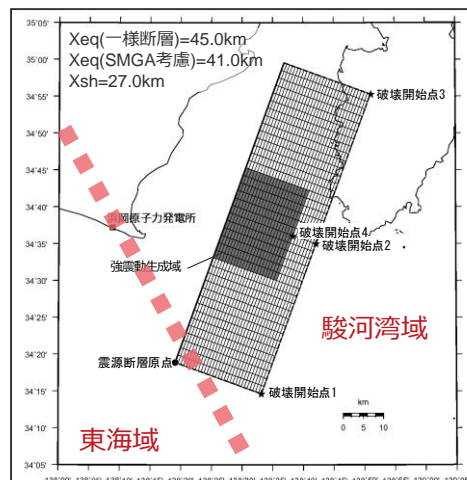 35°05'
Xeq(一様断層)=45.0km
Xeq(SMGA考慮)=41.0km
Xsh=27.0km
34°55'
破壊開始点3
34°50'
34°45'
34°40'
浜岡原子力発電所
破壊開始点4
34°35'
破壊開始点2
強震動生成域
34°30'
34°25'
駿河湾域
34°20'
震源断層原点
34°15'
破壊開始点1
km
0 5 10
34°10'
東海域
34°05'